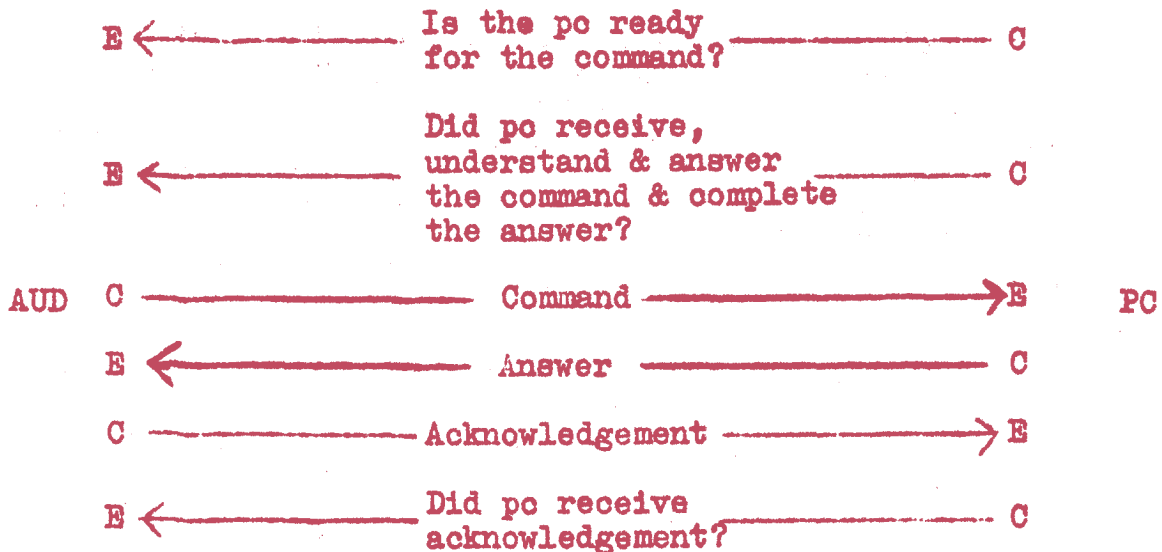 E Is the pc ready C
for the command?
Did pc receive,
understand & answer
E the command & complete C
the answer?
AUD C Command E PC
E Answer C
C Acknowledgement E
E Did pc receive C
acknowledgement?